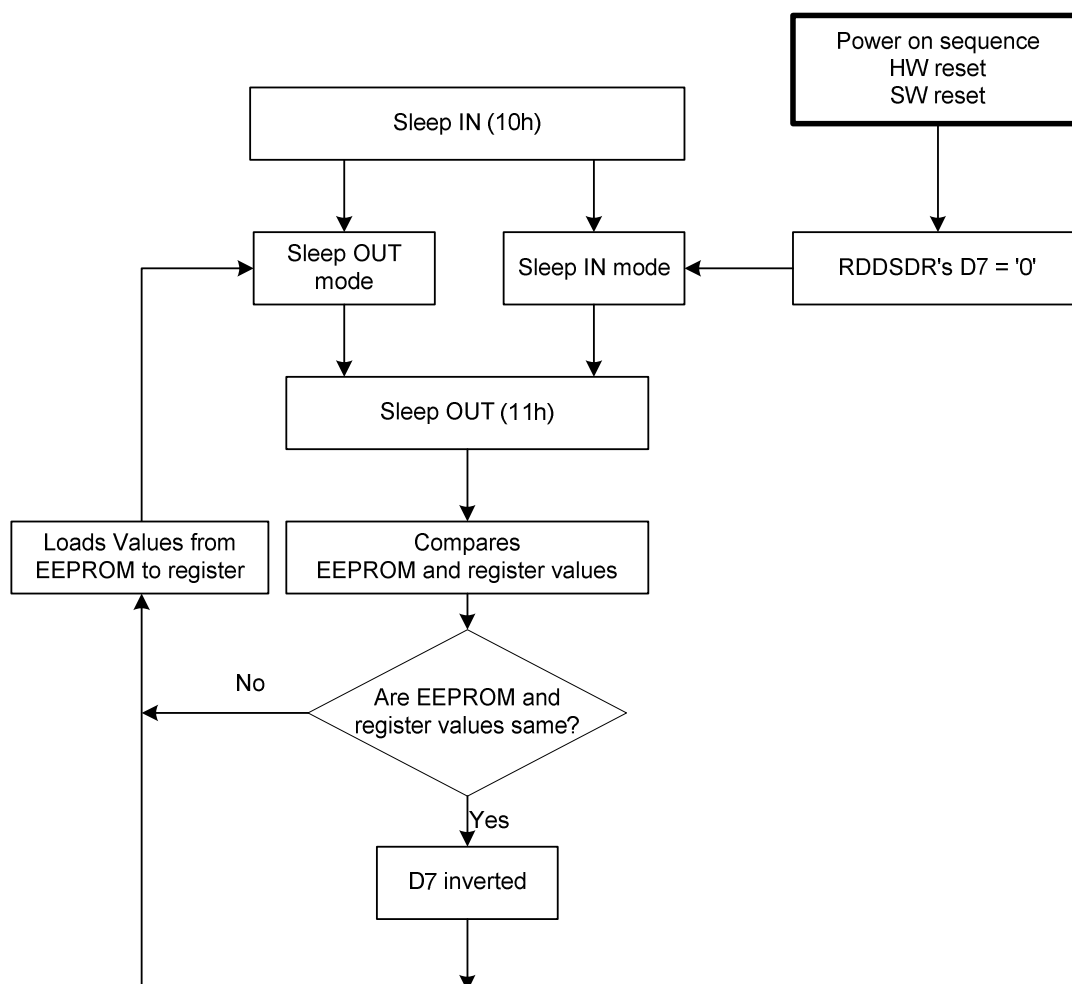 Power on sequence
HW reset
SW reset
Sleep IN (10h)
Sleep OUT
mode
Sleep IN mode
RDDSDR's D7 = '0'
Sleep OUT (11h)
Loads Values from
EEPROM to register
Compares
EEPROM and register values
No
Are EEPROM and
register values same?
Yes
D7 inverted